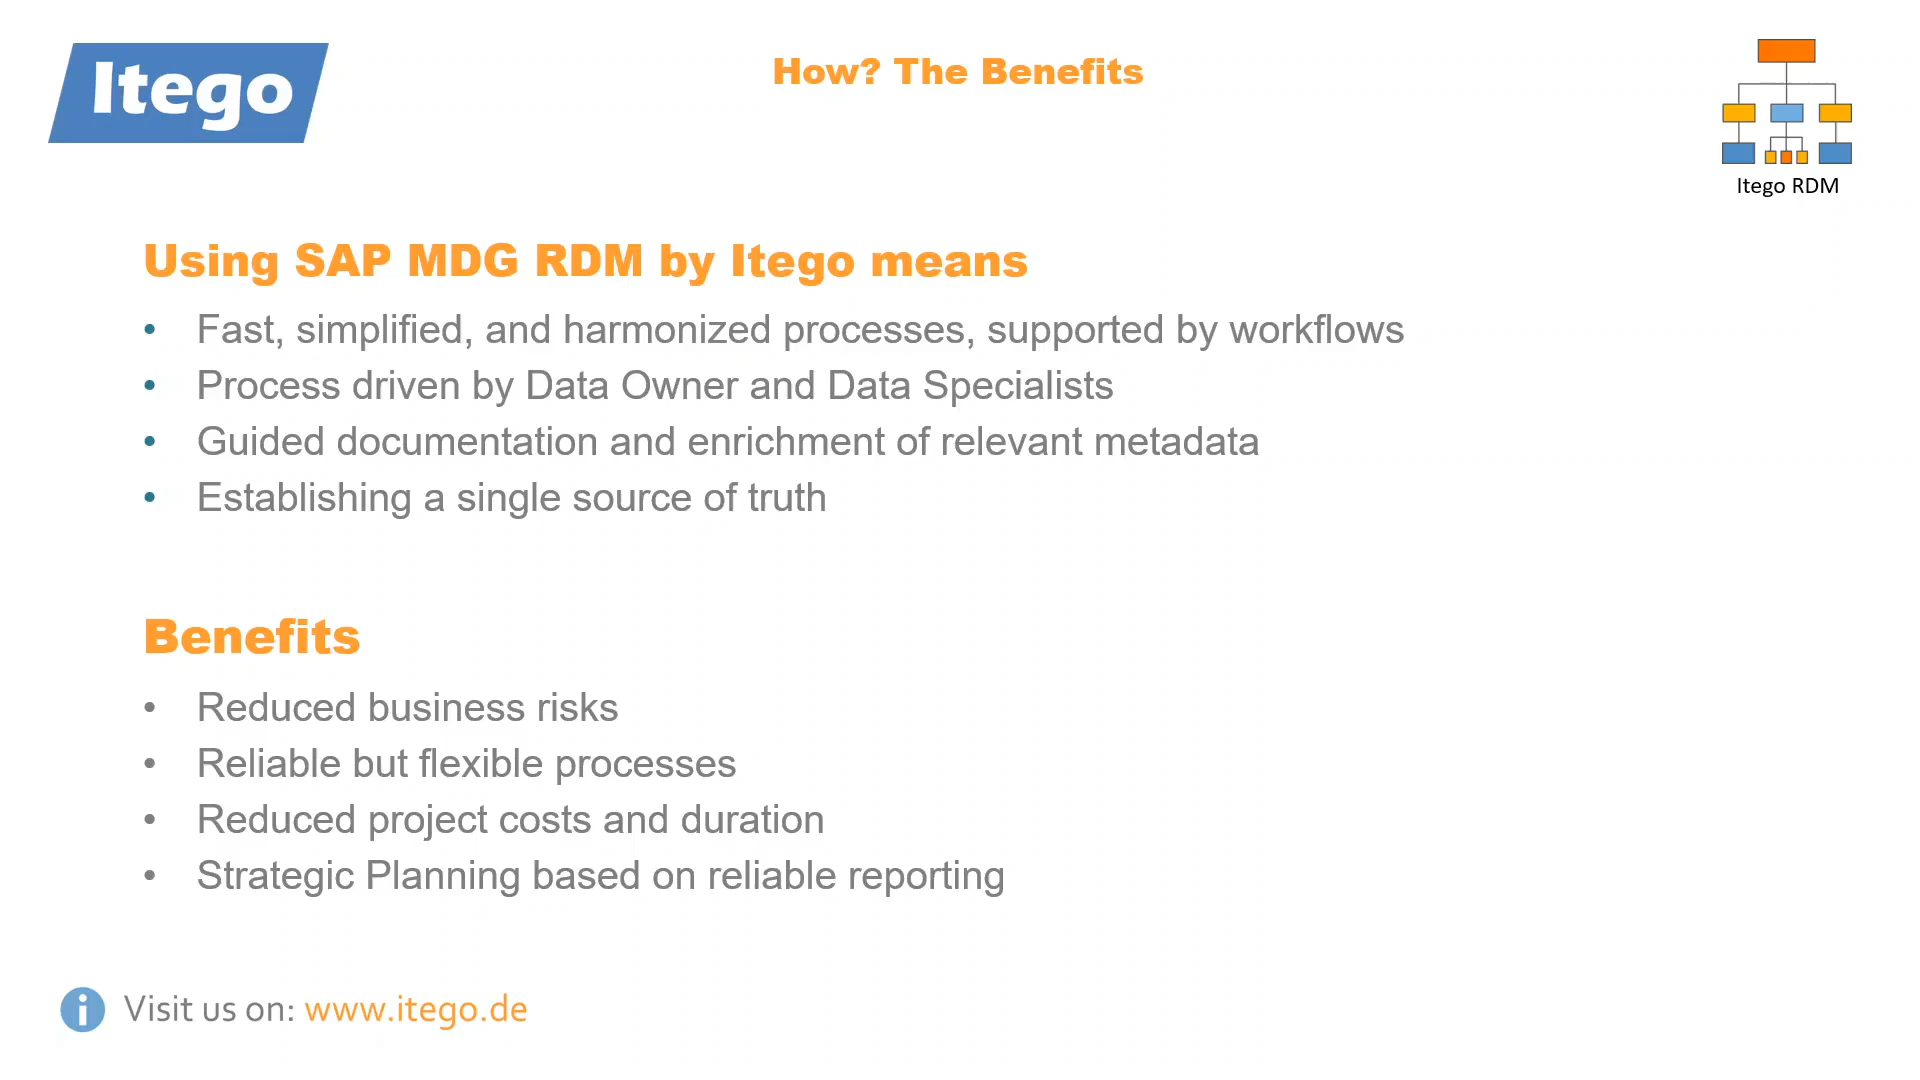 Itego
How? The Benefits
Itego RDM
Using SAP MDG RDM by Itego means
• Fast, simplified, and harmonized processes, supported by workflows
• Process driven by Data Owner and Data Specialists
• Guided documentation and enrichment of relevant metadata
• Establishing a single source of truth
Benefits
• Reduced business risks
• Reliable but flexible processes
• Reduced project costs and duration
• Strategic Planning based on reliable reporting
i Visit us on: www.itego.de